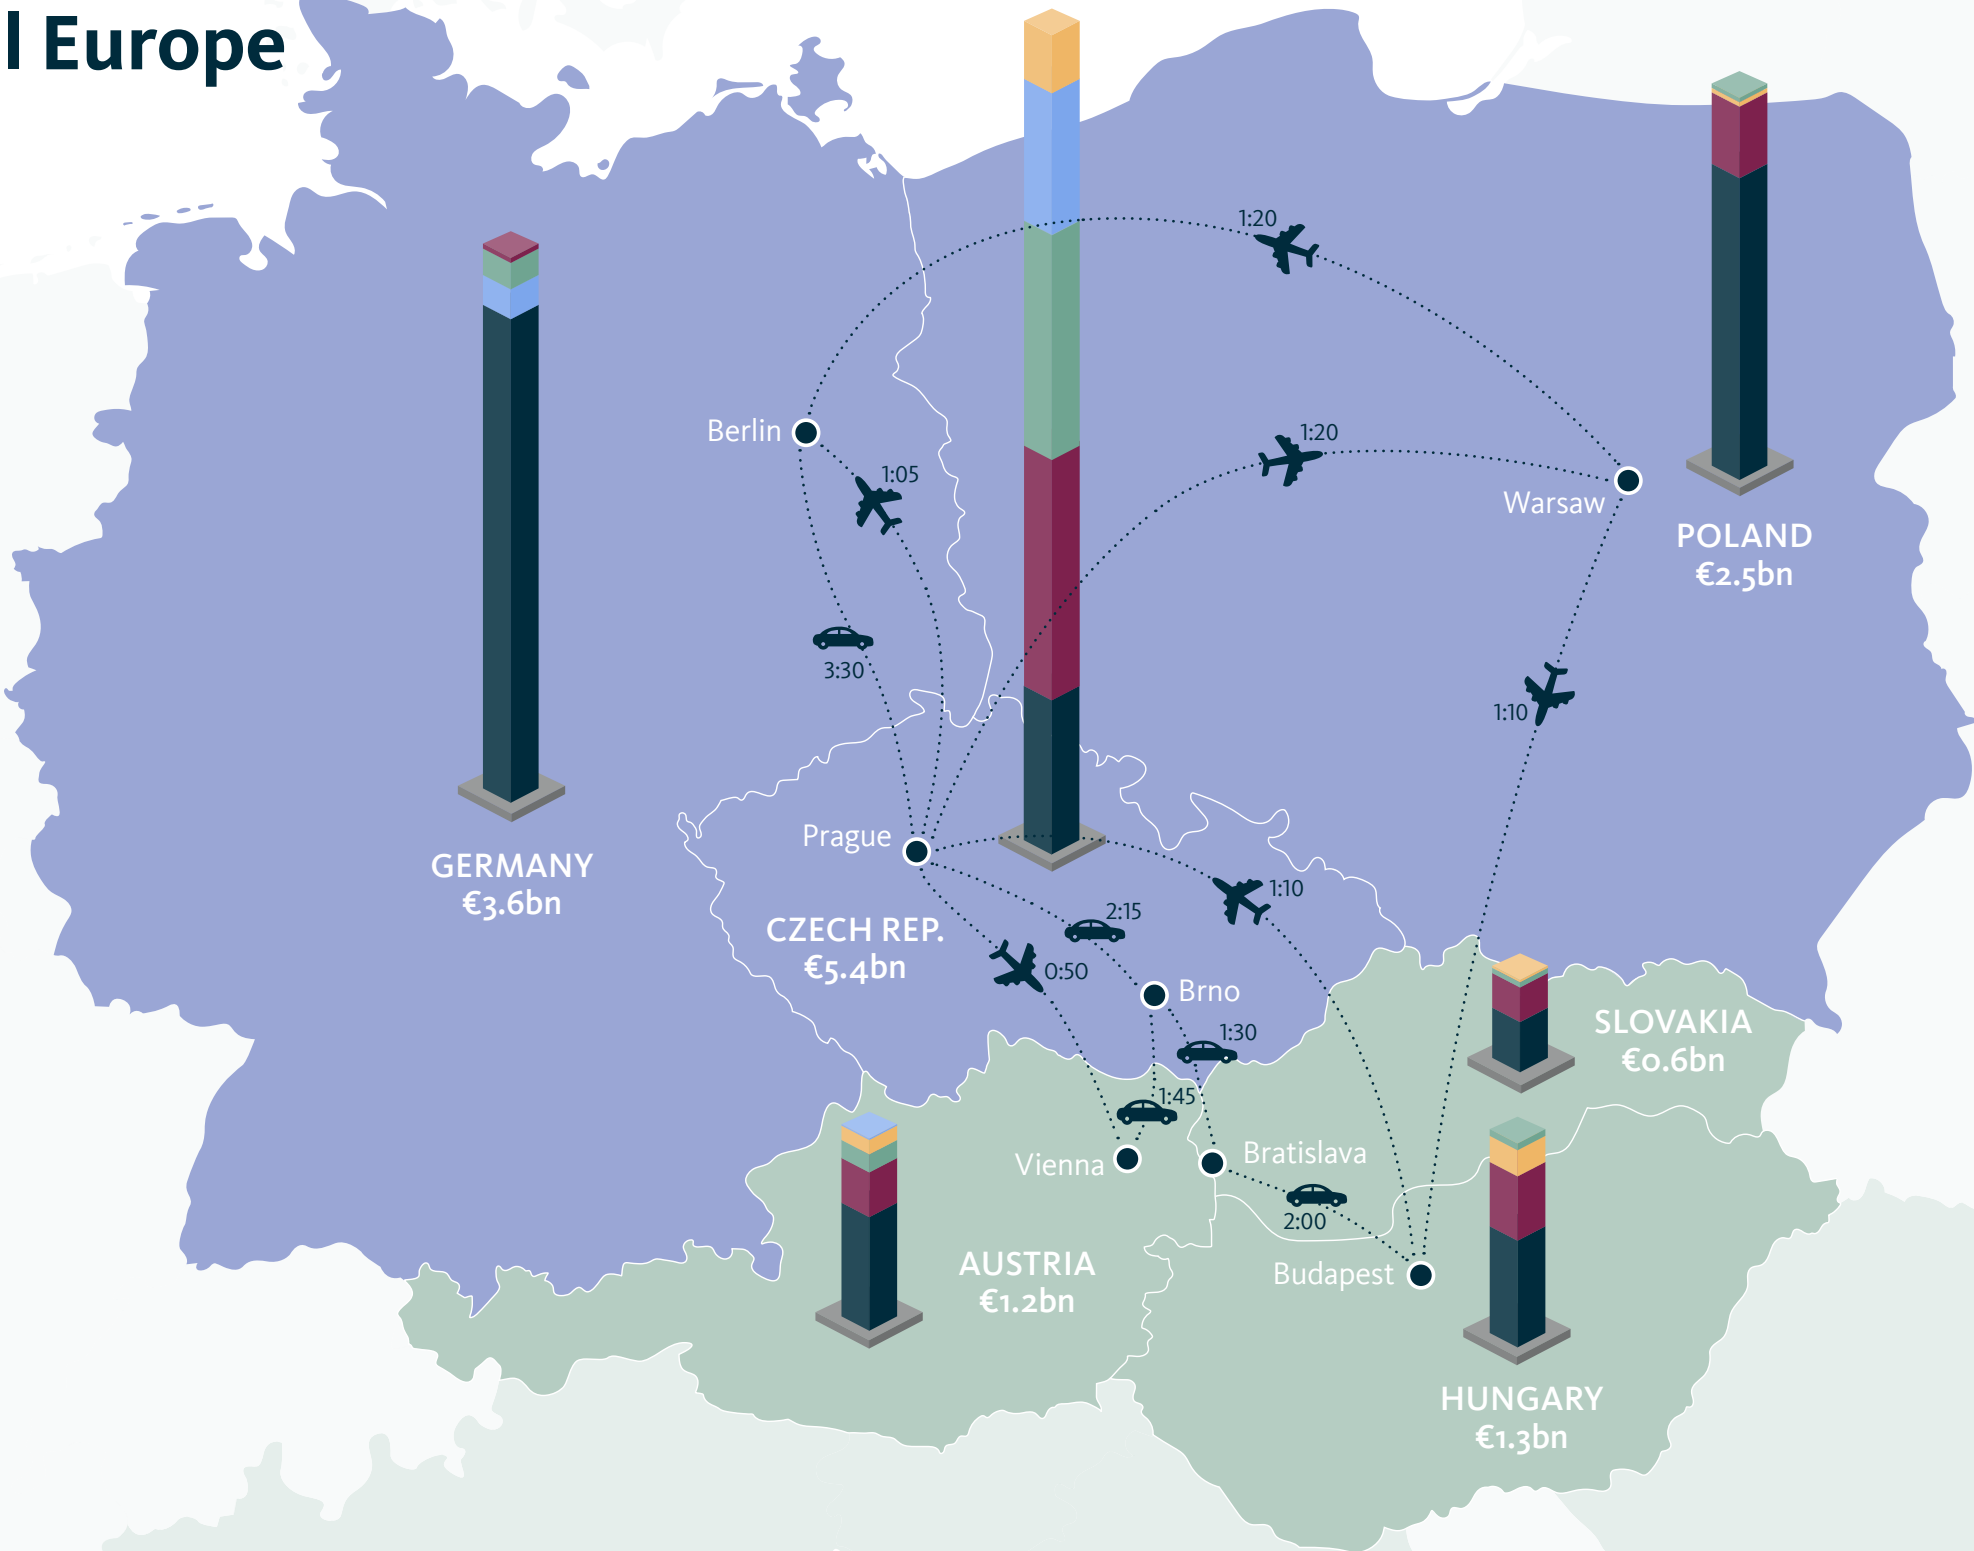 l Europe
1:20
Berlin
1:20
1:05
Warsaw
POLAND
€2.5bn
3:30
1:10
Prague
GERMANY
€3.6bn
1:10
2:15
CZECH REP.
€5.4bn
0:50
Brno
1:30
SLOVAKIA
€0.6bn
1:45
Vienna
Bratislava
2:00
AUSTRIA
€1.2bn
Budapest
HUNGARY
€1.3bn